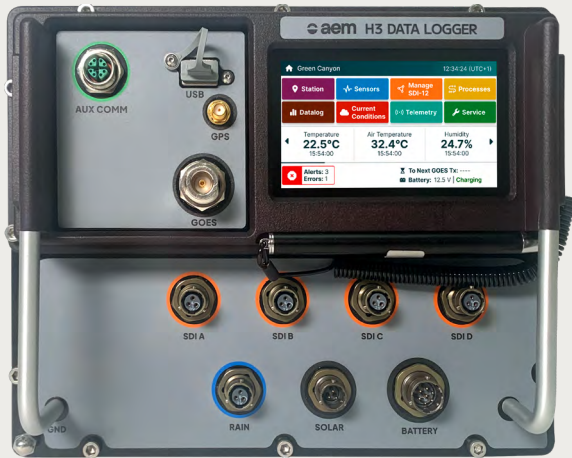 aem H3 DATA LOGGER
AUX COMM
USB
GPS
GOES
Green Canyon 12:34:24 (UTC+1)
Station
Sensors
Manage
SDI-12
Processes
Datalog
Current
Conditions
Telemetry
Service
Temperature
22.5°C
15:54:00
Air Temperature
32.4°C
15:54:00
Humidity
24.7%
15:54:00
Alerts: 3
Errors: 1
To Next GOES Tx: ----
Battery: 12.5 V | Charging
SDI A
SDI B
SDI C
SDI D
GND
RAIN
SOLAR
BATTERY